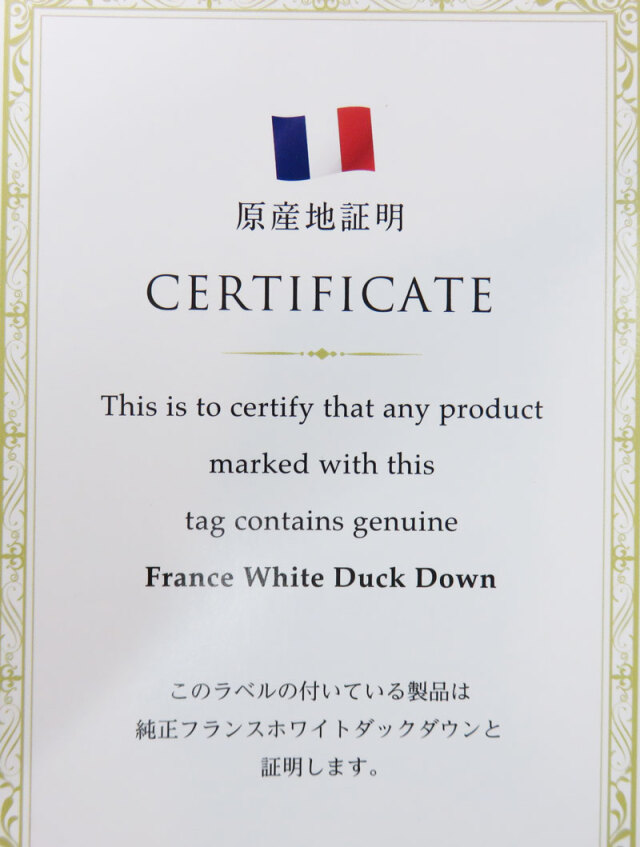 原産地証明
CERTIFICATE
This is to certify that any product
marked with this
tag contains genuine
France White Duck Down
このラベルの付いている製品は
純正フランスホワイトダックダウンと
証明します。